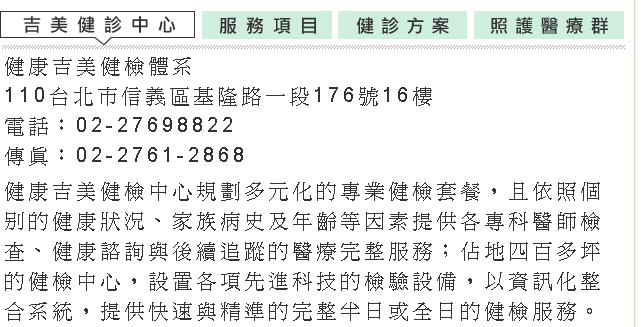 吉美健診中心 服務項目 健診方案 照護醫療群
健康吉美健檢體系
110台北市信義區基隆路一段176號16樓
電話：02-27698822
傳真：02-2761-2868
健康吉美健檢中心規劃多元化的專業健檢套餐，且依照個
別的健康狀況、家族病史及年齡等因素提供各專科醫師檢
查、健康諮詢與後續追蹤的醫療完整服務；佔地四百多坪
的健檢中心，設置各項先進科技的檢驗設備，以資訊化整
合系統，提供快速與精準的完整半日或全日的健檢服務。